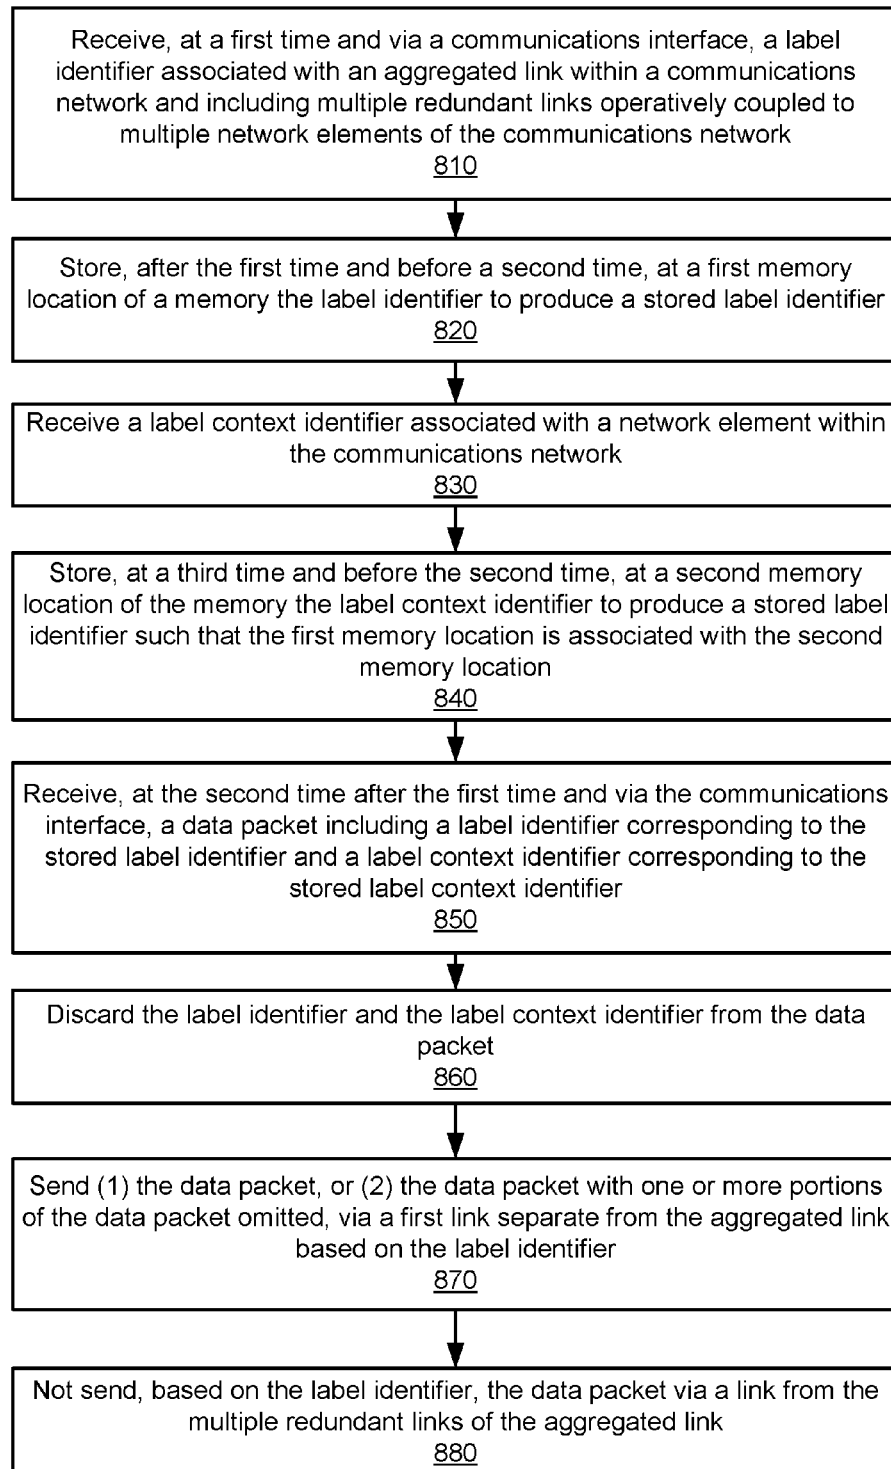 Receive, at a first time and via a communications interface, a label
identifier associated with an aggregated link within a communications
network and including multiple redundant links operatively coupled to
multiple network elements of the communications network
810
Store, after the first time and before a second time, at a first memory
location of a memory the label identifier to produce a stored label identifier
820
Receive a label context identifier associated with a network element within
the communications network
830
Store, at a third time and before the second time, at a second memory
location of the memory the label context identifier to produce a stored label
identifier such that the first memory location is associated with the second
memory location
840
Receive, at the second time after the first time and via the communications
interface, a data packet including a label identifier corresponding to the
stored label identifier and a label context identifier corresponding to the
stored label context identifier
850
Discard the label identifier and the label context identifier from the data
packet
860
Send (1) the data packet, or (2) the data packet with one or more portions
of the data packet omitted, via a first link separate from the aggregated link
based on the label identifier
870
Not send, based on the label identifier, the data packet via a link from the
multiple redundant links of the aggregated link
880